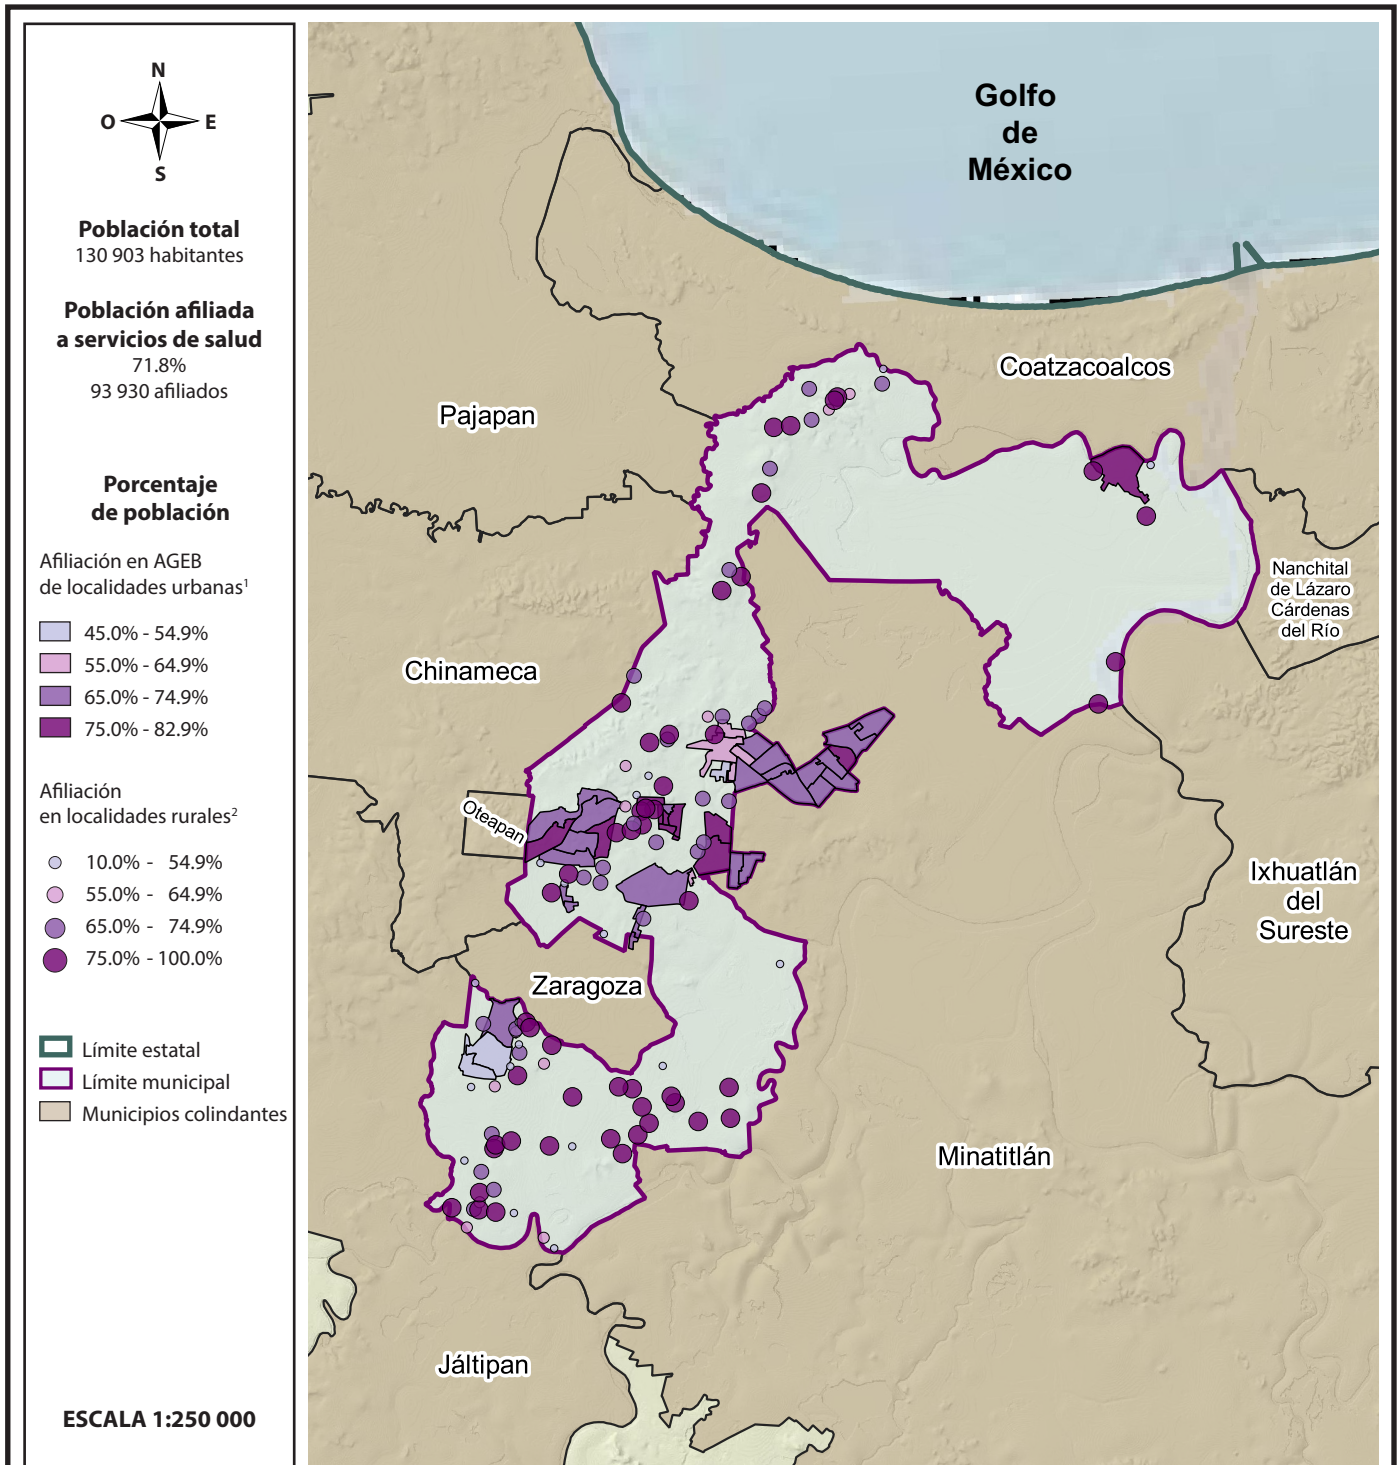 N
O E
S
Población total
130 903 habitantes
Población afiliada
a servicios de salud
71.8%
93 930 afiliados
Porcentaje
de población
Afiliación en AGEB
de localidades urbanas¹
45.0% - 54.9%
55.0% - 64.9%
65.0% - 74.9%
75.0% - 82.9%
Afiliación
en localidades rurales²
10.0% - 54.9%
55.0% - 64.9%
65.0% - 74.9%
75.0% - 100.0%
Límite estatal
Límite municipal
Municipios colindantes
ESCALA 1:250 000
Golfo
de
México
Coatzacoalcos
Pajapan
Nanchital
de Lázaro
Cárdenas
del Río
Chinameca
Oteapan
Ixhuatlán
del
Sureste
Zaragoza
Minatitlán
Jáltipan